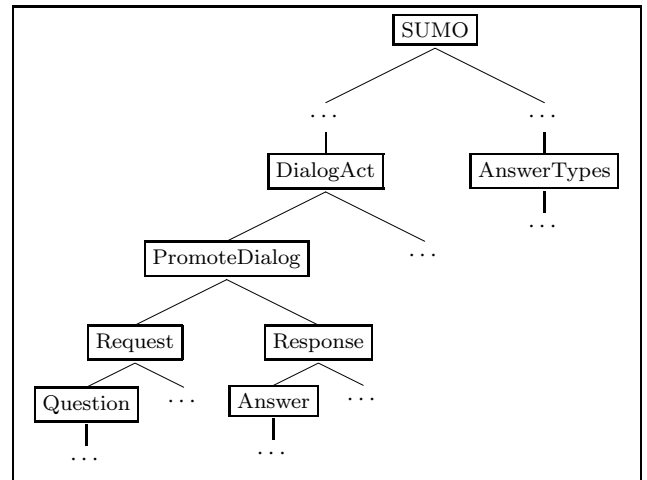 SUMO
... ...
DialogAct AnswerTypes
...
PromoteDialog ...
Request Response
Question ... Answer ...
... ...